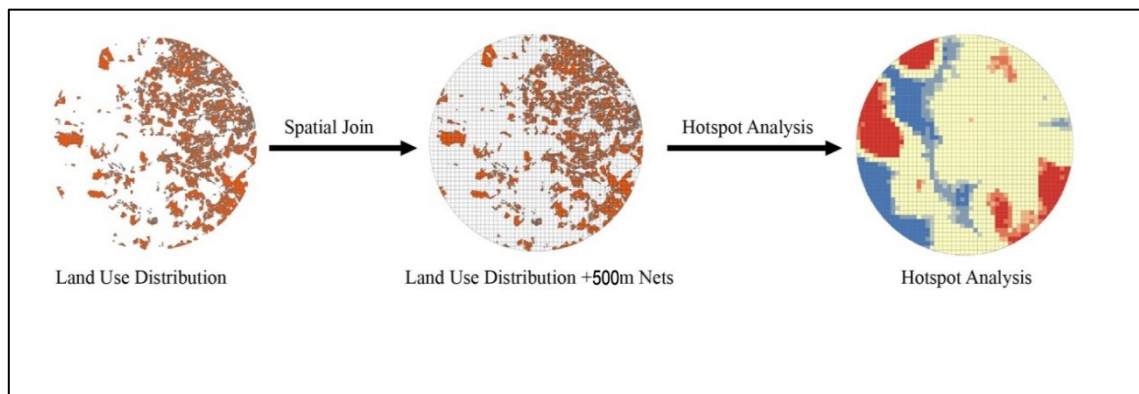 Spatial Join
Hotspot Analysis
Land Use Distribution
Land Use Distribution +500m Nets
Hotspot Analysis